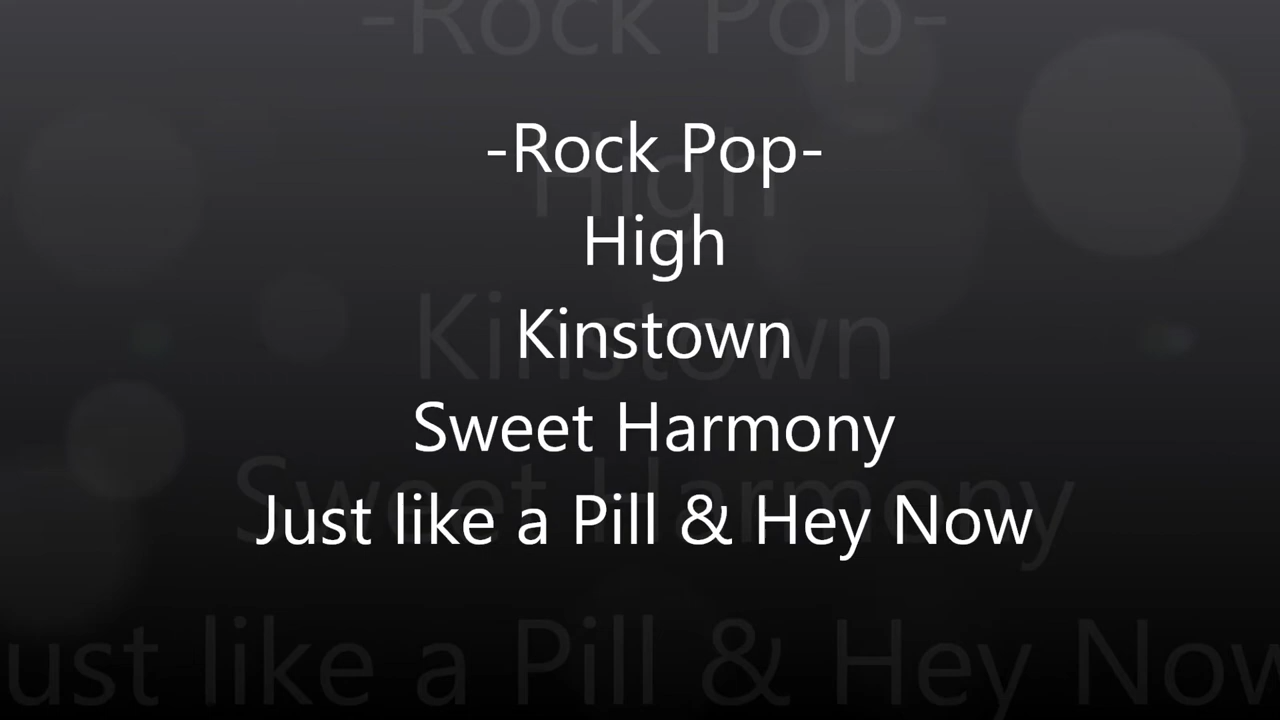 -Rock Pop-
High
Kinstown
Sweet Harmony
Just like a Pill & Hey Now